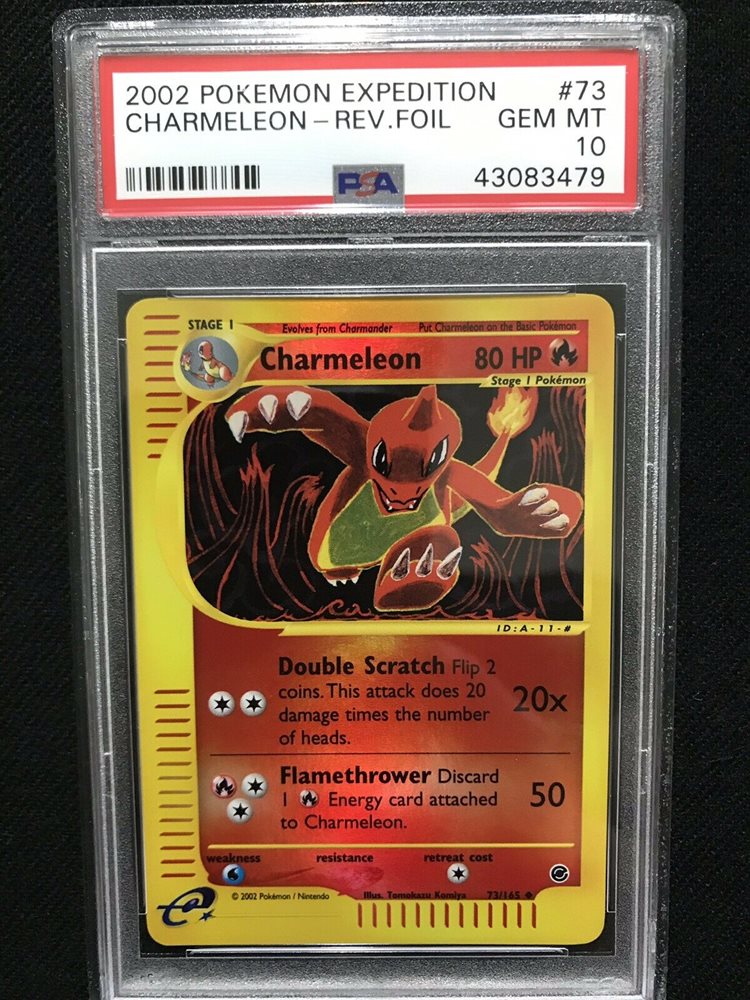 2002 POKEMON EXPEDITION #73
CHARMELEON - REV.FOIL GEM MT
10
PSA 43083479
STAGE 1 Evolves from Charmander Put Charmeleon on the Basic Pokémon
Charmeleon 80 HP
Stage 1 Pokémon
ID:A-11-#
Double Scratch Flip 2
coins. This attack does 20
damage times the number
of heads.
20x
Flamethrower Discard
1 Energy card attached
to Charmeleon.
50
weakness resistance retreat cost
e © 2002 Pokémon / Nintendo Illus. Tomokazu Komiya 73/165